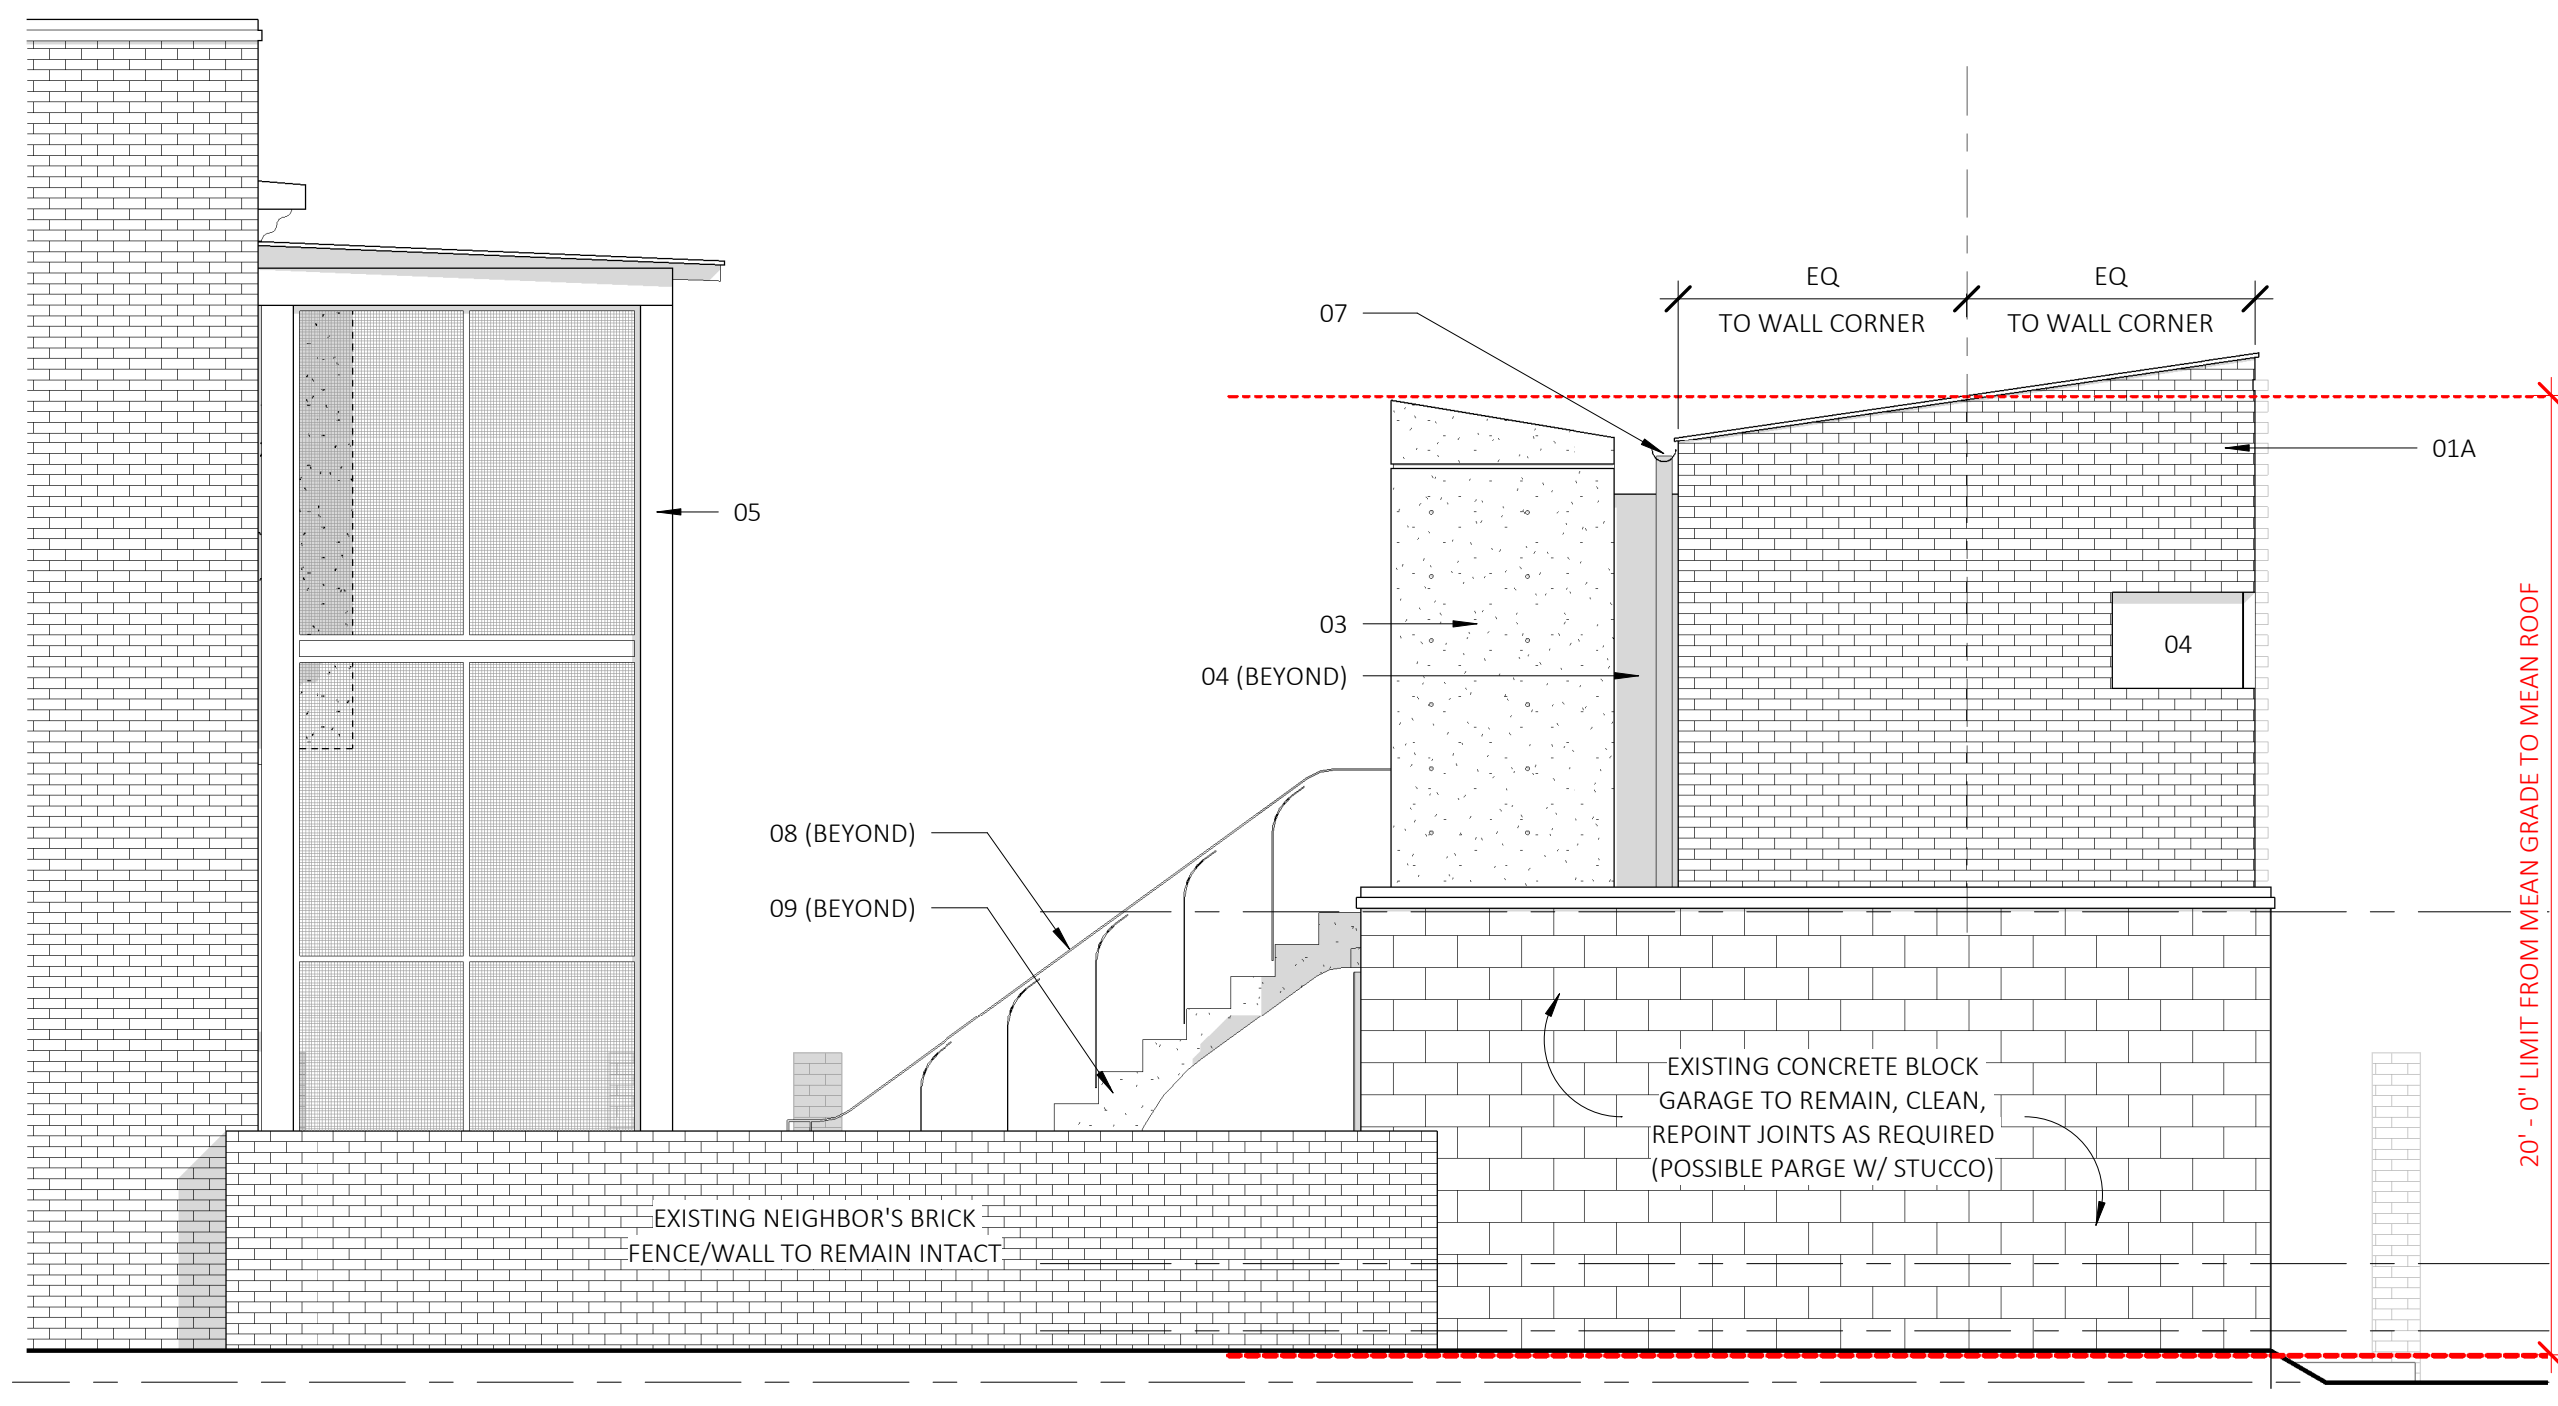 EQ
TO WALL CORNER
EQ
TO WALL CORNER
07
01A
05
03
04 (BEYOND)
04
20' - 0" LIMIT FROM MEAN GRADE TO MEAN ROOF
08 (BEYOND)
09 (BEYOND)
EXISTING CONCRETE BLOCK
GARAGE TO REMAIN, CLEAN,
REPOINT JOINTS AS REQUIRED
(POSSIBLE PARGE W/ STUCCO)
EXISTING NEIGHBOR'S BRICK
FENCE/WALL TO REMAIN INTACT